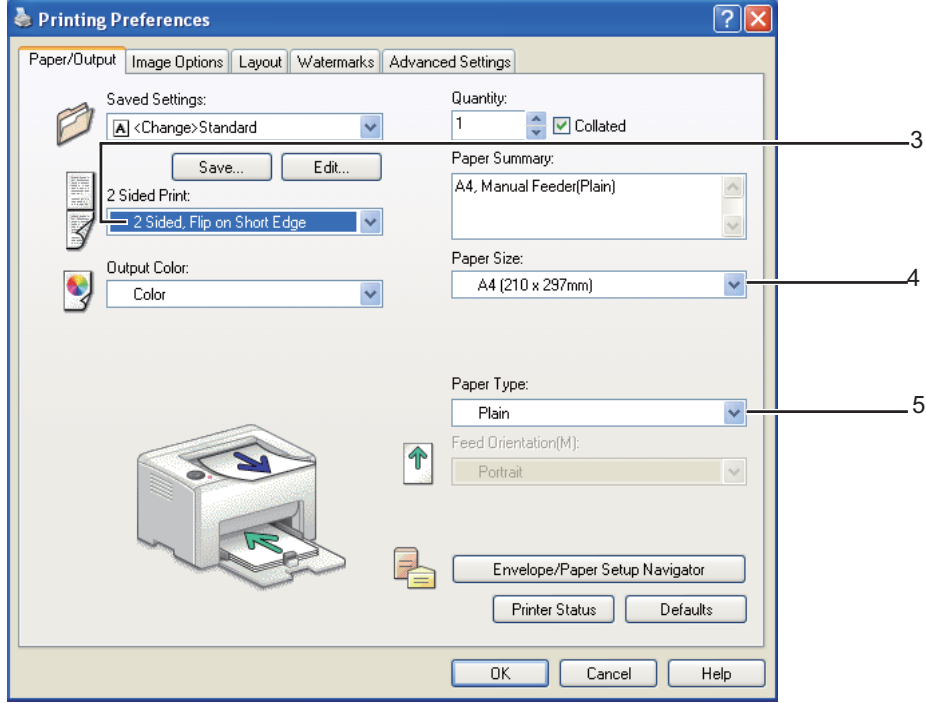 Printing Preferences
Paper/Output
Image Options
Layout
Watermarks
Advanced Settings
Saved Settings:
A <Change>Standard
Save...
Edit...
2 Sided Print:
2 Sided, Flip on Short Edge
Output Color:
Color
Quantity:
1
Collated
Paper Summary:
A4, Manual Feeder(Plain)
3
Paper Size:
A4 (210 x 297mm)
4
Paper Type:
Plain
5
Feed Orientation(M):
Portrait
Envelope/Paper Setup Navigator
Printer Status
Defaults
OK
Cancel
Help